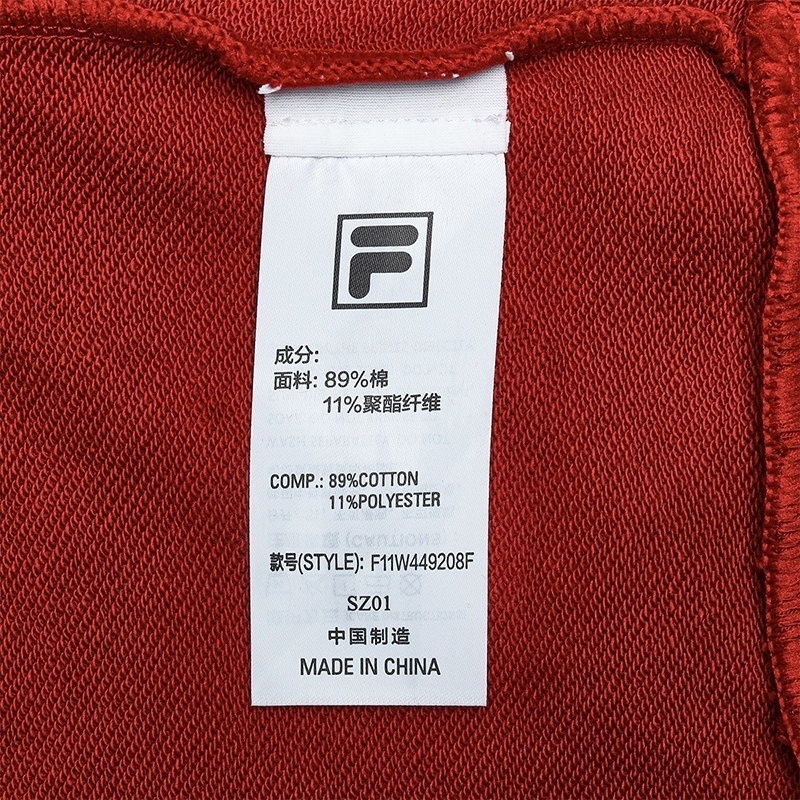 F
成分:
面料: 89%棉
11%聚酯纤维
COMP.: 89%COTTON
11%POLYESTER
款号(STYLE): F11W449208F
SZ01
中国制造
MADE IN CHINA